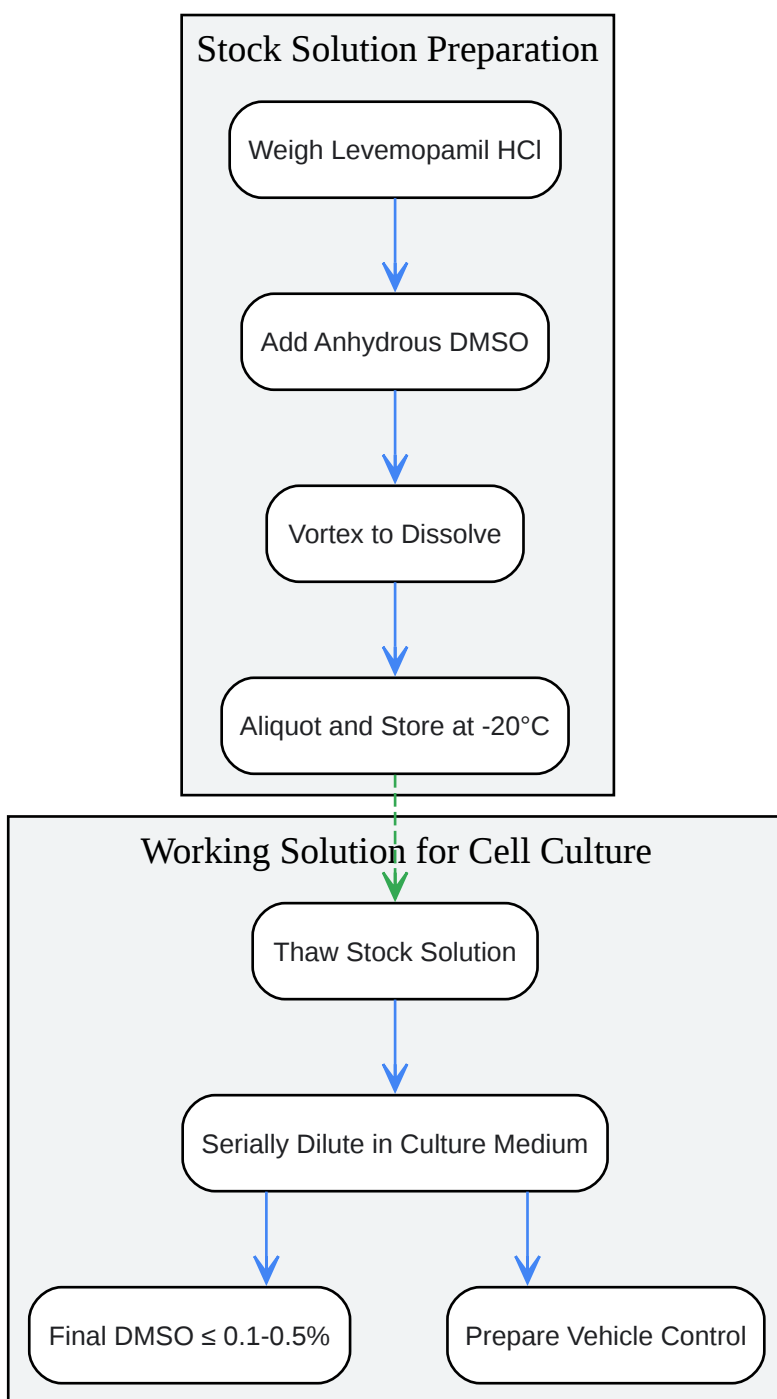 Stock Solution Preparation
Weigh Levemopamil HCl
Add Anhydrous DMSO
Vortex to Dissolve
Aliquot and Store at -20°C
Working Solution for Cell Culture
Thaw Stock Solution
Serially Dilute in Culture Medium
Final DMSO ≤ 0.1-0.5%
Prepare Vehicle Control